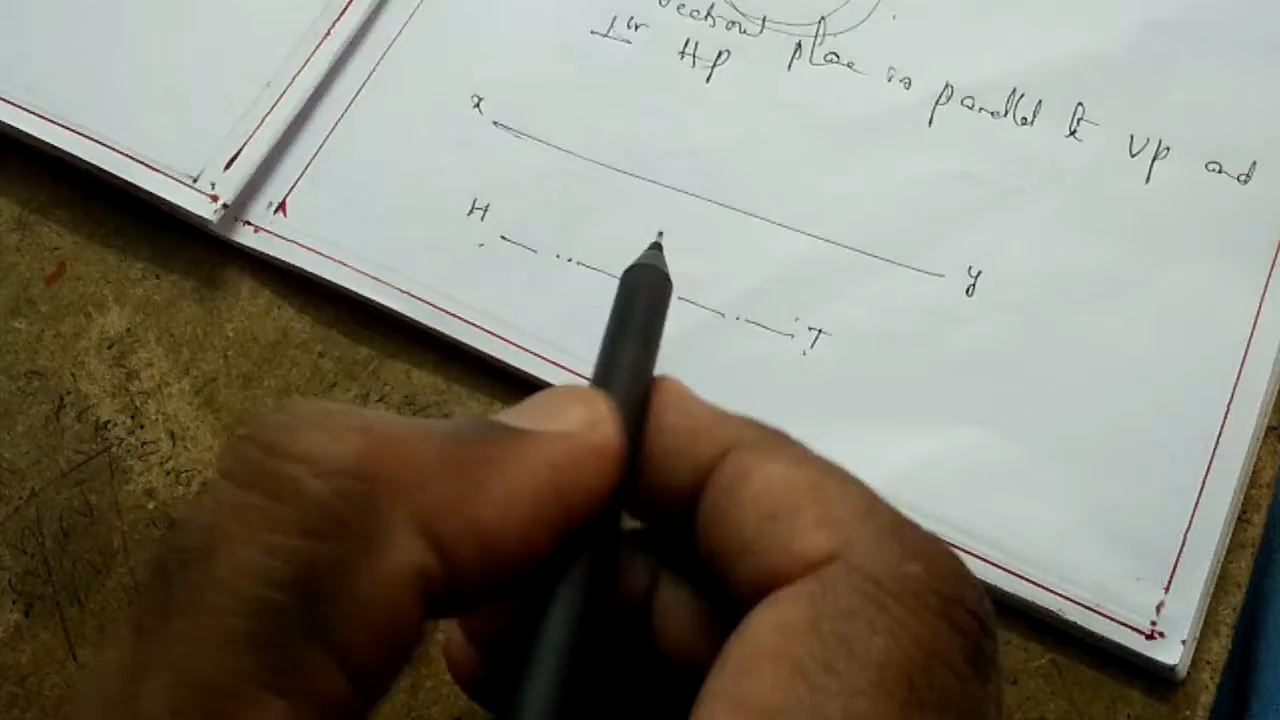 plane is parallel to VP and
⊥r HP
x
y
H
T